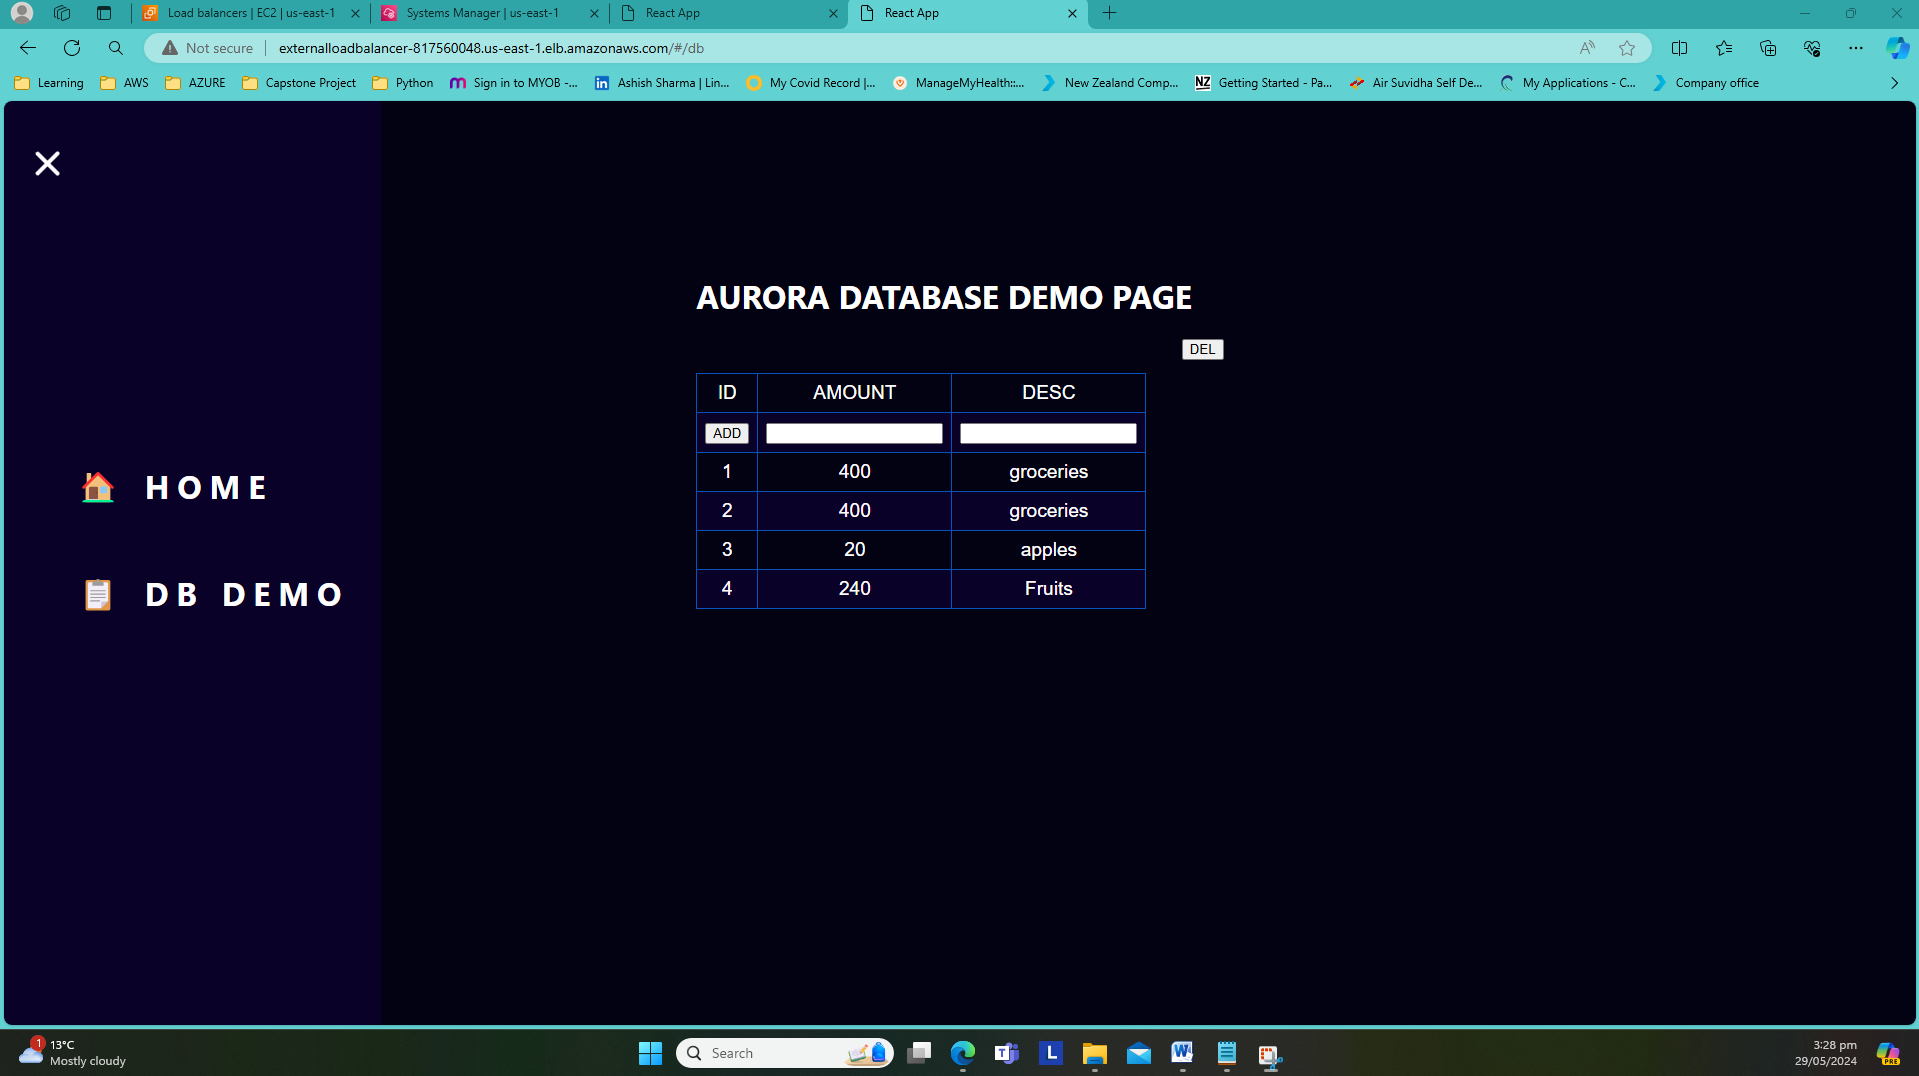 Load balancers | EC2 | us-east-1
Systems Manager | us-east-1
React App
React App
Not secure
externalloadbalancer-817560048.us-east-1.elb.amazonaws.com/#/db
Learning
AWS
AZURE
Capstone Project
Python
Sign in to MYOB -...
Ashish Sharma | Lin...
My Covid Record |...
ManageMyHealth::...
New Zealand Comp...
NZ
Getting Started - Pa...
Air Suvidha Self De...
My Applications - C...
Company office
HOME
DB DEMO
AURORA DATABASE DEMO PAGE
DEL
ID AMOUNT DESC
ADD
1 400 groceries
2 400 groceries
3 20 apples
4 240 Fruits
1
13°C
Mostly cloudy
Search
L
W
PRE
3:28 pm
29/05/2024